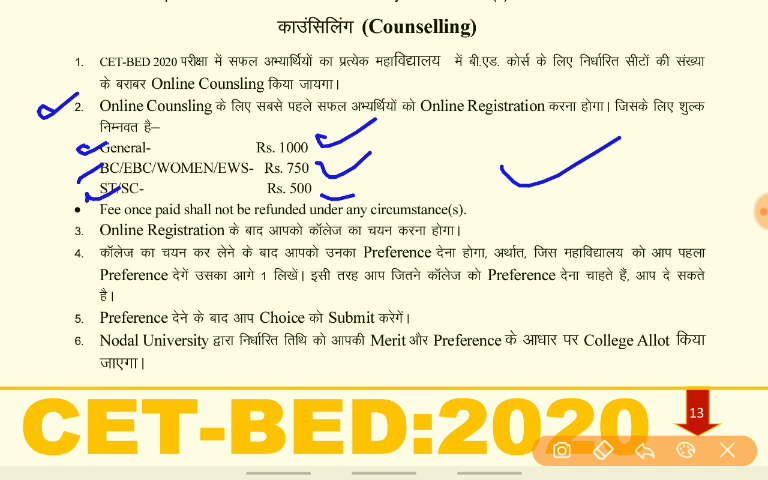 काउंसिलिंग (Counselling)
1. CET-BED 2020 परीक्षा में सफल अभ्यार्थियों का प्रत्येक महाविद्यालय में बी.एड. कोर्स के लिए निर्धारित सीटों की संख्या
के बराबर Online Counsling किया जायगा।
2. Online Counsling के लिए सबसे पहले सफल अभ्यर्थियों को Online Registration करना होगा। जिसके लिए शुल्क
निम्नवत है–
General- Rs. 1000
BC/EBC/WOMEN/EWS- Rs. 750
ST/SC- Rs. 500
• Fee once paid shall not be refunded under any circumstance(s).
3. Online Registration के बाद आपको कॉलेज का चयन करना होगा।
4. कॉलेज का चयन कर लेने के बाद आपको उनका Preference देना होगा, अर्थात, जिस महाविद्यालय को आप पहला
Preference देगें उसका आगे 1 लिखें। इसी तरह आप जितने कॉलेज को Preference देना चाहते हैं, आप दे सकते
है।
5. Preference देने के बाद आप Choice को Submit करेगें।
6. Nodal University द्वारा निर्धारित तिथि को आपकी Merit और Preference के आधार पर College Allot किया
जाएगा।
CET-BED:2020
13